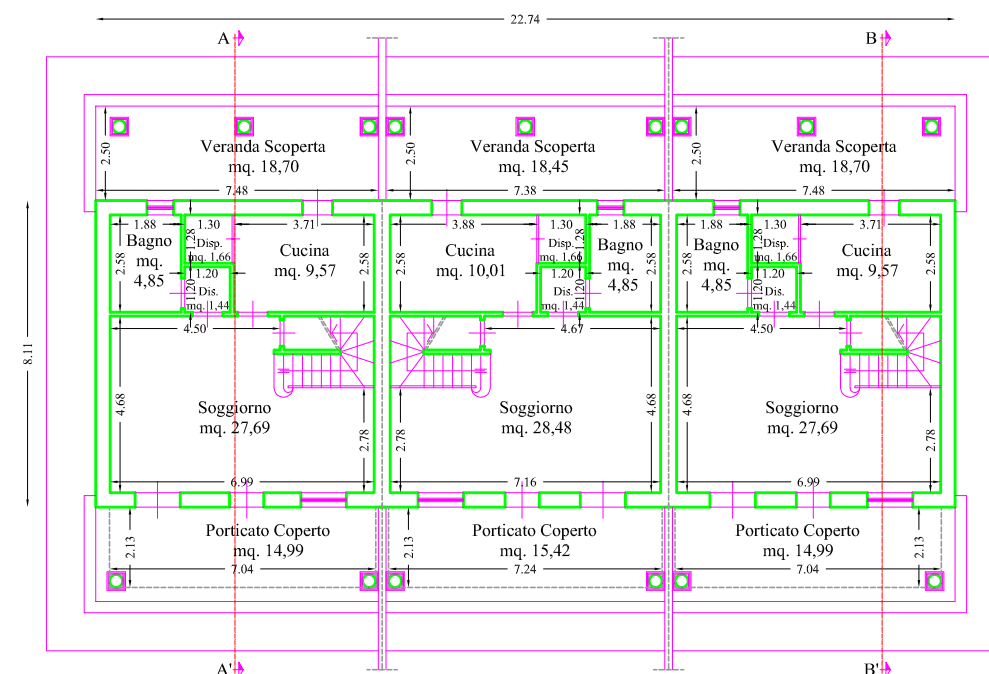 22.74
A
B
Veranda Scoperta
mq. 18,70
Veranda Scoperta
mq. 18,45
Veranda Scoperta
mq. 18,70
2.50
2.50
2.50
7.48
7.38
7.48
1.88
1.30
3.71
3.88
1.30
1.88
1.88
1.30
3.71
Bagno
mq.
4,85
1.28
Disp.
mq. 1,66
Cucina
mq. 9,57
Cucina
mq. 10,01
Disp.
mq. 1,66
Bagno
mq.
4,85
Bagno
mq.
4,85
1.28
Disp.
mq. 1,66
Cucina
mq. 9,57
2.58
2.58
2.58
2.58
2.58
2.58
1.20
1.20
1.20
1.20
Dis.
mq. 1,44
1.20
Dis.
mq. 1,44
1.20
Dis.
mq. 1,44
4.50
4.67
4.50
8.11
4.68
Soggiorno
mq. 27,69
2.78
2.78
Soggiorno
mq. 28,48
4.68
4.68
Soggiorno
mq. 27,69
2.78
6.99
7.16
6.99
Porticato Coperto
mq. 14,99
Porticato Coperto
mq. 15,42
Porticato Coperto
mq. 14,99
2.13
2.13
2.13
7.04
7.24
7.04
A'
B'